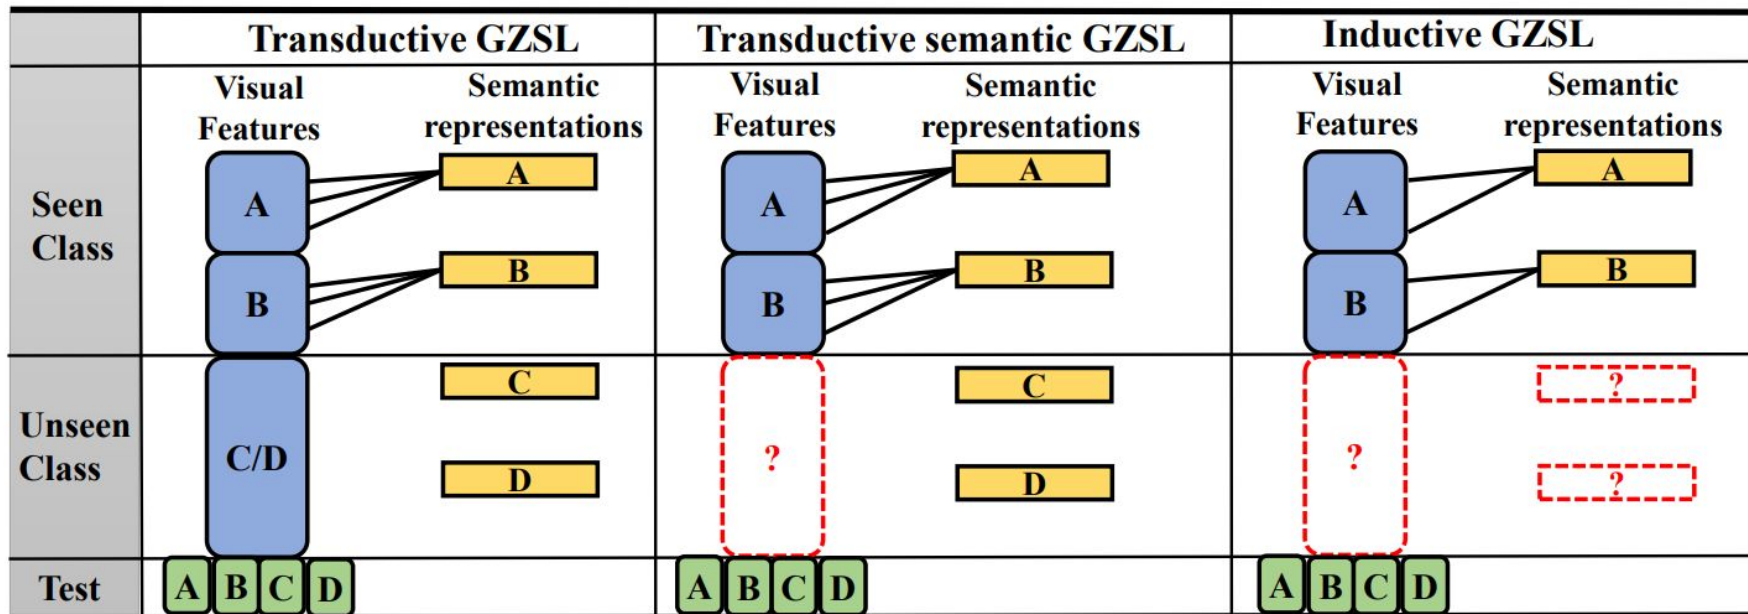 Transductive GZSL
Transductive semantic GZSL
Inductive GZSL
Seen
Class
Visual
Features
Semantic
representations
A
A
B
B
Visual
Features
Semantic
representations
A
A
B
B
Visual
Features
Semantic
representations
A
A
B
B
Unseen
Class
C/D
C
D
?
C
D
?
?
?
Test
A B C D
A B C D
A B C D